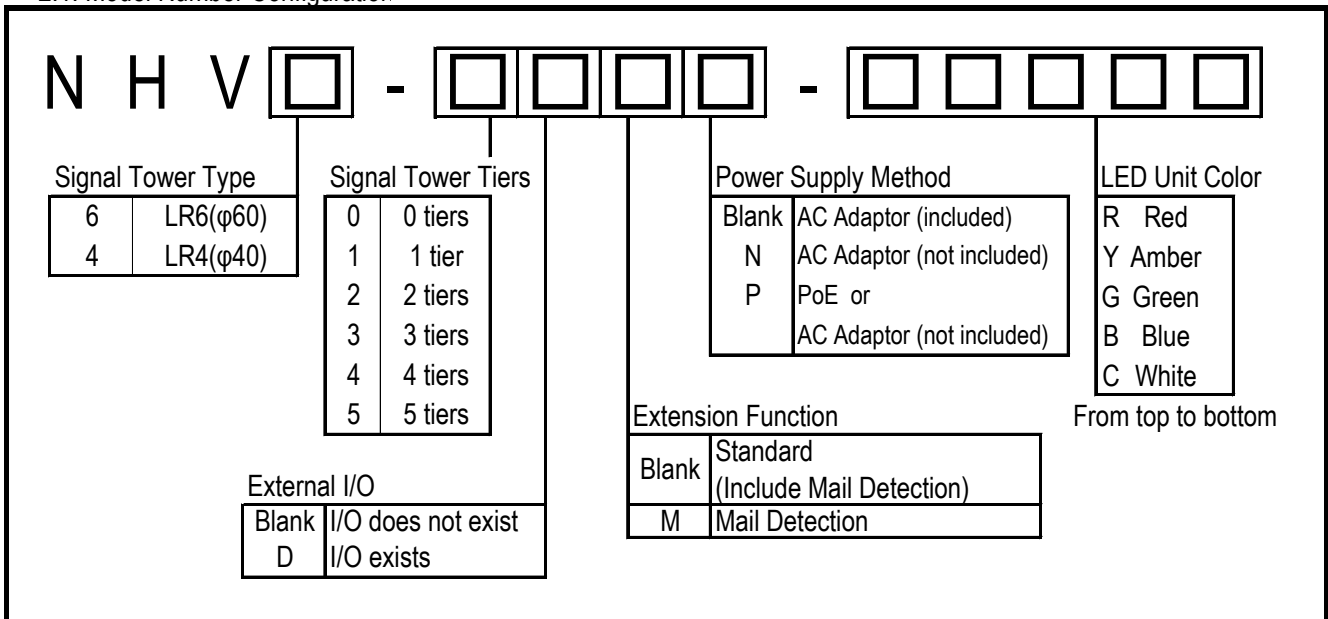 N H V □ - □ □ □ □ - □ □ □ □ □
Signal Tower Type
6 LR6(φ60)
4 LR4(φ40)
Signal Tower Tiers
0 0 tiers
1 1 tier
2 2 tiers
3 3 tiers
4 4 tiers
5 5 tiers
Power Supply Method
Blank AC Adaptor (included)
N AC Adaptor (not included)
P PoE or
AC Adaptor (not included)
LED Unit Color
R Red
Y Amber
G Green
B Blue
C White
From top to bottom
Extension Function
Blank Standard
(Include Mail Detection)
M Mail Detection
External I/O
Blank I/O does not exist
D I/O exists